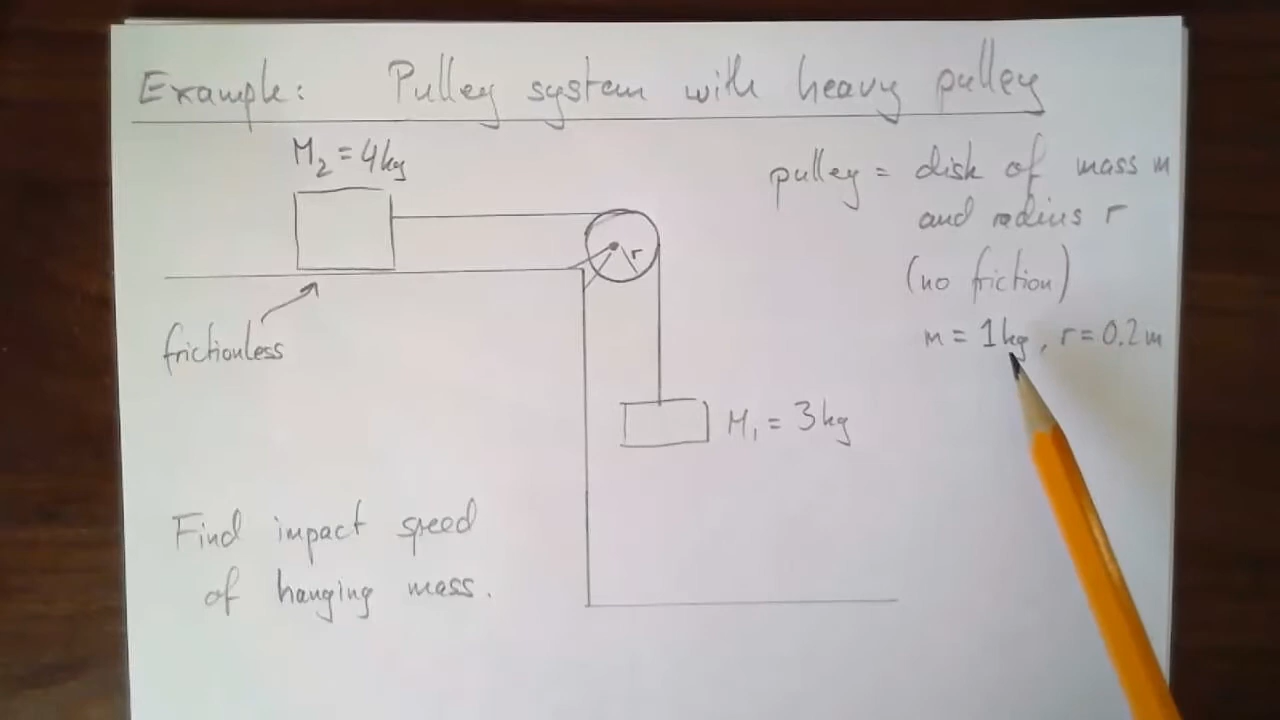 Example: Pulley system with heavy pulley
M₂ = 4kg
pulley = disk of mass m
and radius r
(no friction)
m = 1kg, r = 0.2m
r
frictionless
M₁ = 3kg
Find impact speed
of hanging mass.